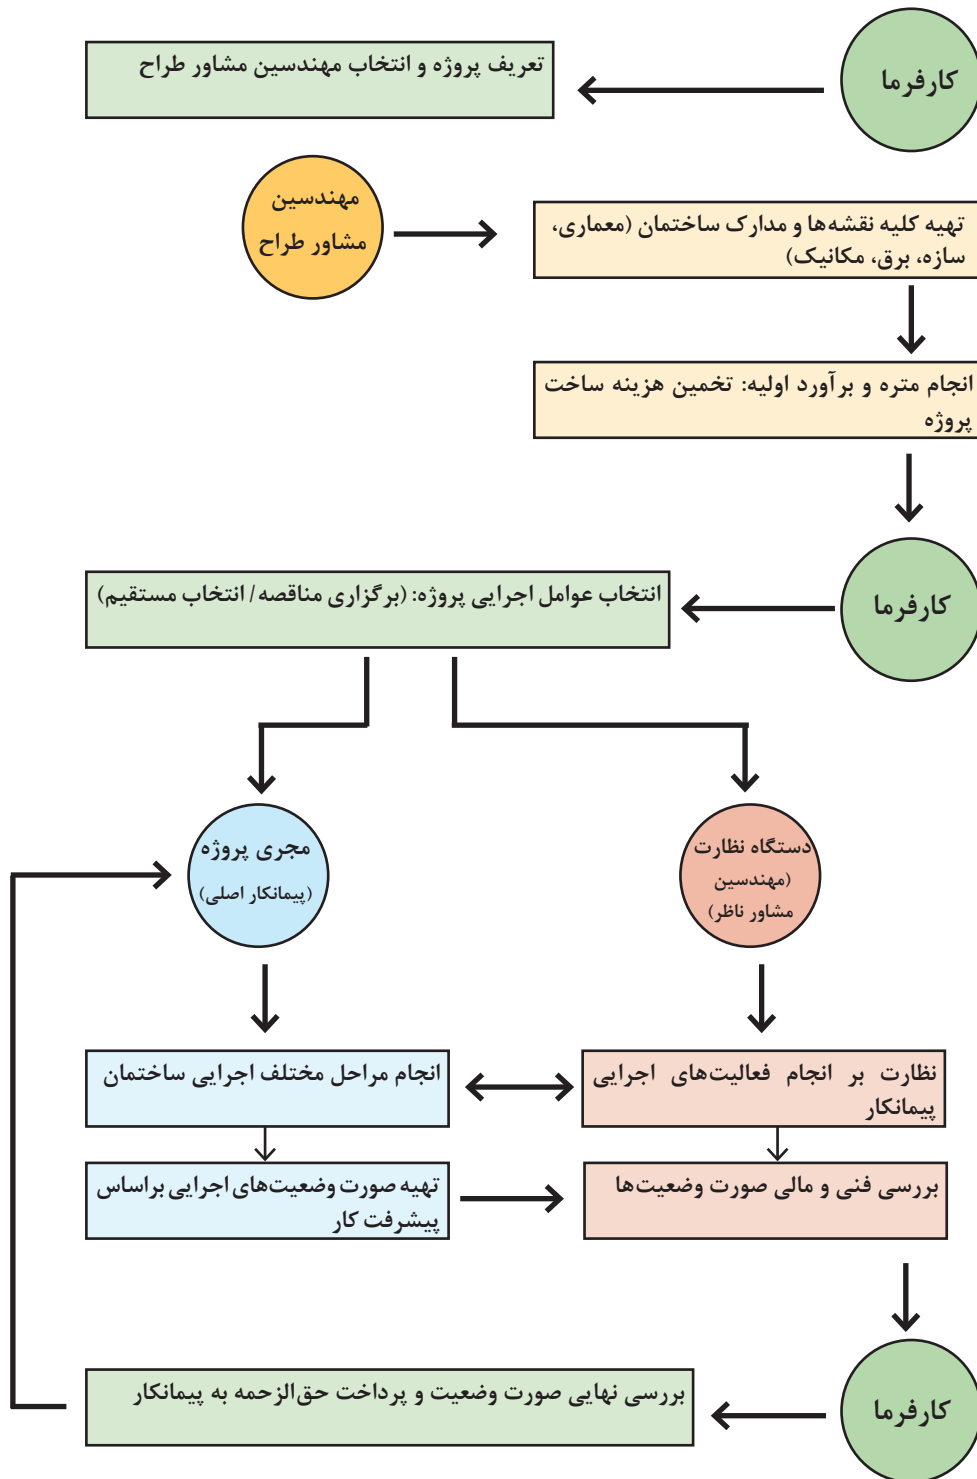 کارفرما
تعریف پروژه و انتخاب مهندسین مشاور طراح
مهندسین
مشاور طراح
تهیه کلیه نقشه‌ها و مدارک ساختمان (معماری،
سازه، برق، مکانیک)
انجام متره و برآورد اولیه: تخمین هزینه ساخت
پروژه
کارفرما
انتخاب عوامل اجرایی پروژه: (برگزاری مناقصه/ انتخاب مستقیم)
دستگاه نظارت
(مهندسین
مشاور ناظر)
مجری پروژه
(پیمانکار اصلی)
نظارت بر انجام فعالیت‌های اجرایی
پیمانکار
انجام مراحل مختلف اجرایی ساختمان
تهیه صورت وضعیت‌های اجرایی براساس
پیشرفت کار
بررسی فنی و مالی صورت وضعیت‌ها
کارفرما
بررسی نهایی صورت وضعیت و پرداخت حق‌الزحمه به پیمانکار